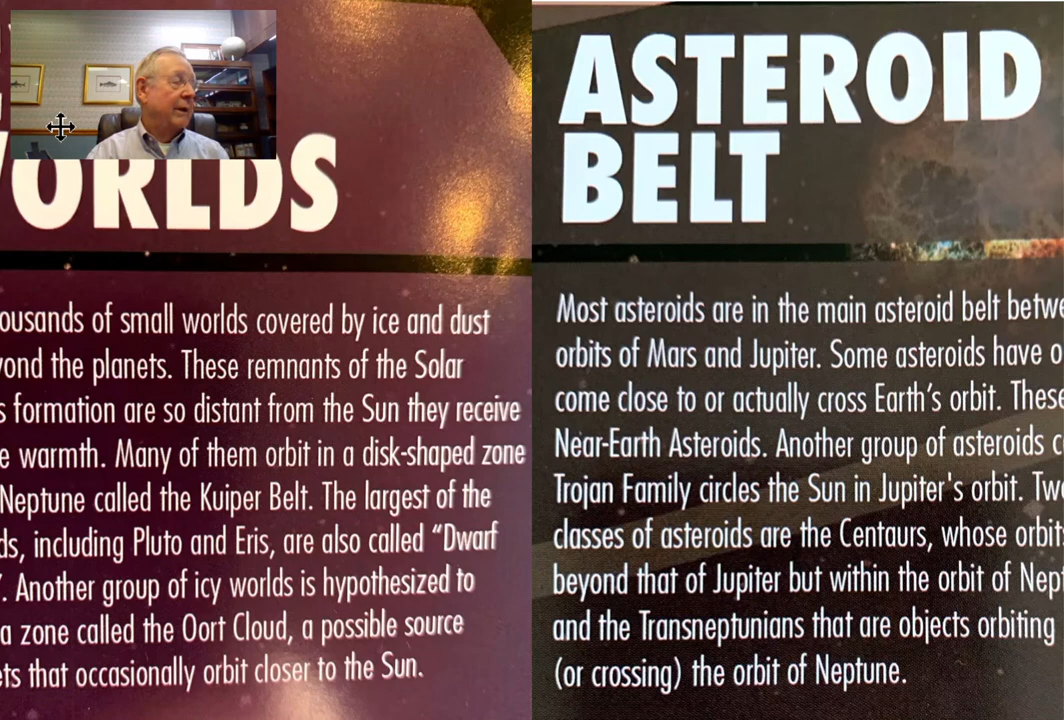 ORLDS
ousands of small worlds covered by ice and dust
yond the planets. These remnants of the Solar
s formation are so distant from the Sun they receive
e warmth. Many of them orbit in a disk-shaped zone
Neptune called the Kuiper Belt. The largest of the
ds, including Pluto and Eris, are also called “Dwarf
”. Another group of icy worlds is hypothesized to
a zone called the Oort Cloud, a possible source
ets that occasionally orbit closer to the Sun.
ASTEROID
BELT
Most asteroids are in the main asteroid belt betwe
orbits of Mars and Jupiter. Some asteroids have o
come close to or actually cross Earth's orbit. These
Near-Earth Asteroids. Another group of asteroids c
Trojan Family circles the Sun in Jupiter's orbit. Tw
classes of asteroids are the Centaurs, whose orbit
beyond that of Jupiter but within the orbit of Nept
and the Transneptunians that are objects orbiting
(or crossing) the orbit of Neptune.